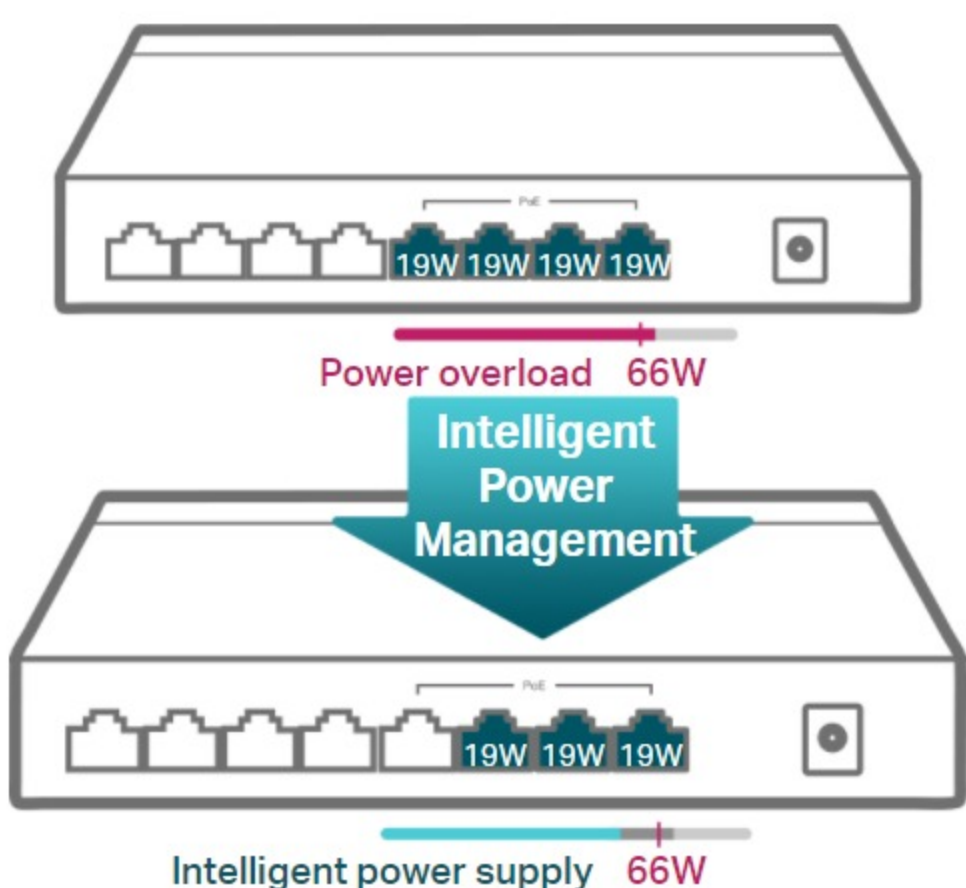 PoE
19W 19W 19W 19W
Power overload 66W
Intelligent
Power
Management
PoE
19W 19W 19W
Intelligent power supply 66W